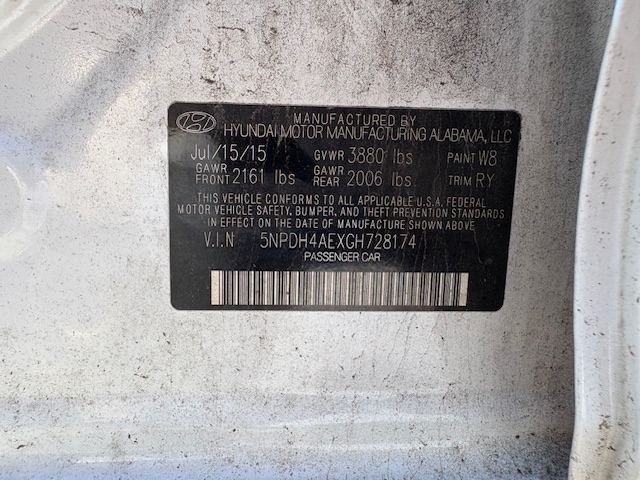 MANUFACTURED BY
HYUNDAI MOTOR MANUFACTURING ALABAMA, LLC
Jul/15/15 GVWR 3880 lbs PAINT W8
GAWR FRONT 2161 lbs GAWR REAR 2006 lbs TRIM RY
THIS VEHICLE CONFORMS TO ALL APPLICABLE U.S.A. FEDERAL
MOTOR VEHICLE SAFETY, BUMPER, AND THEFT PREVENTION
STANDARDS IN EFFECT ON THE DATE OF MANUFACTURE SHOWN ABOVE
V.I.N 5NPDH4AEXGH728174
PASSENGER CAR